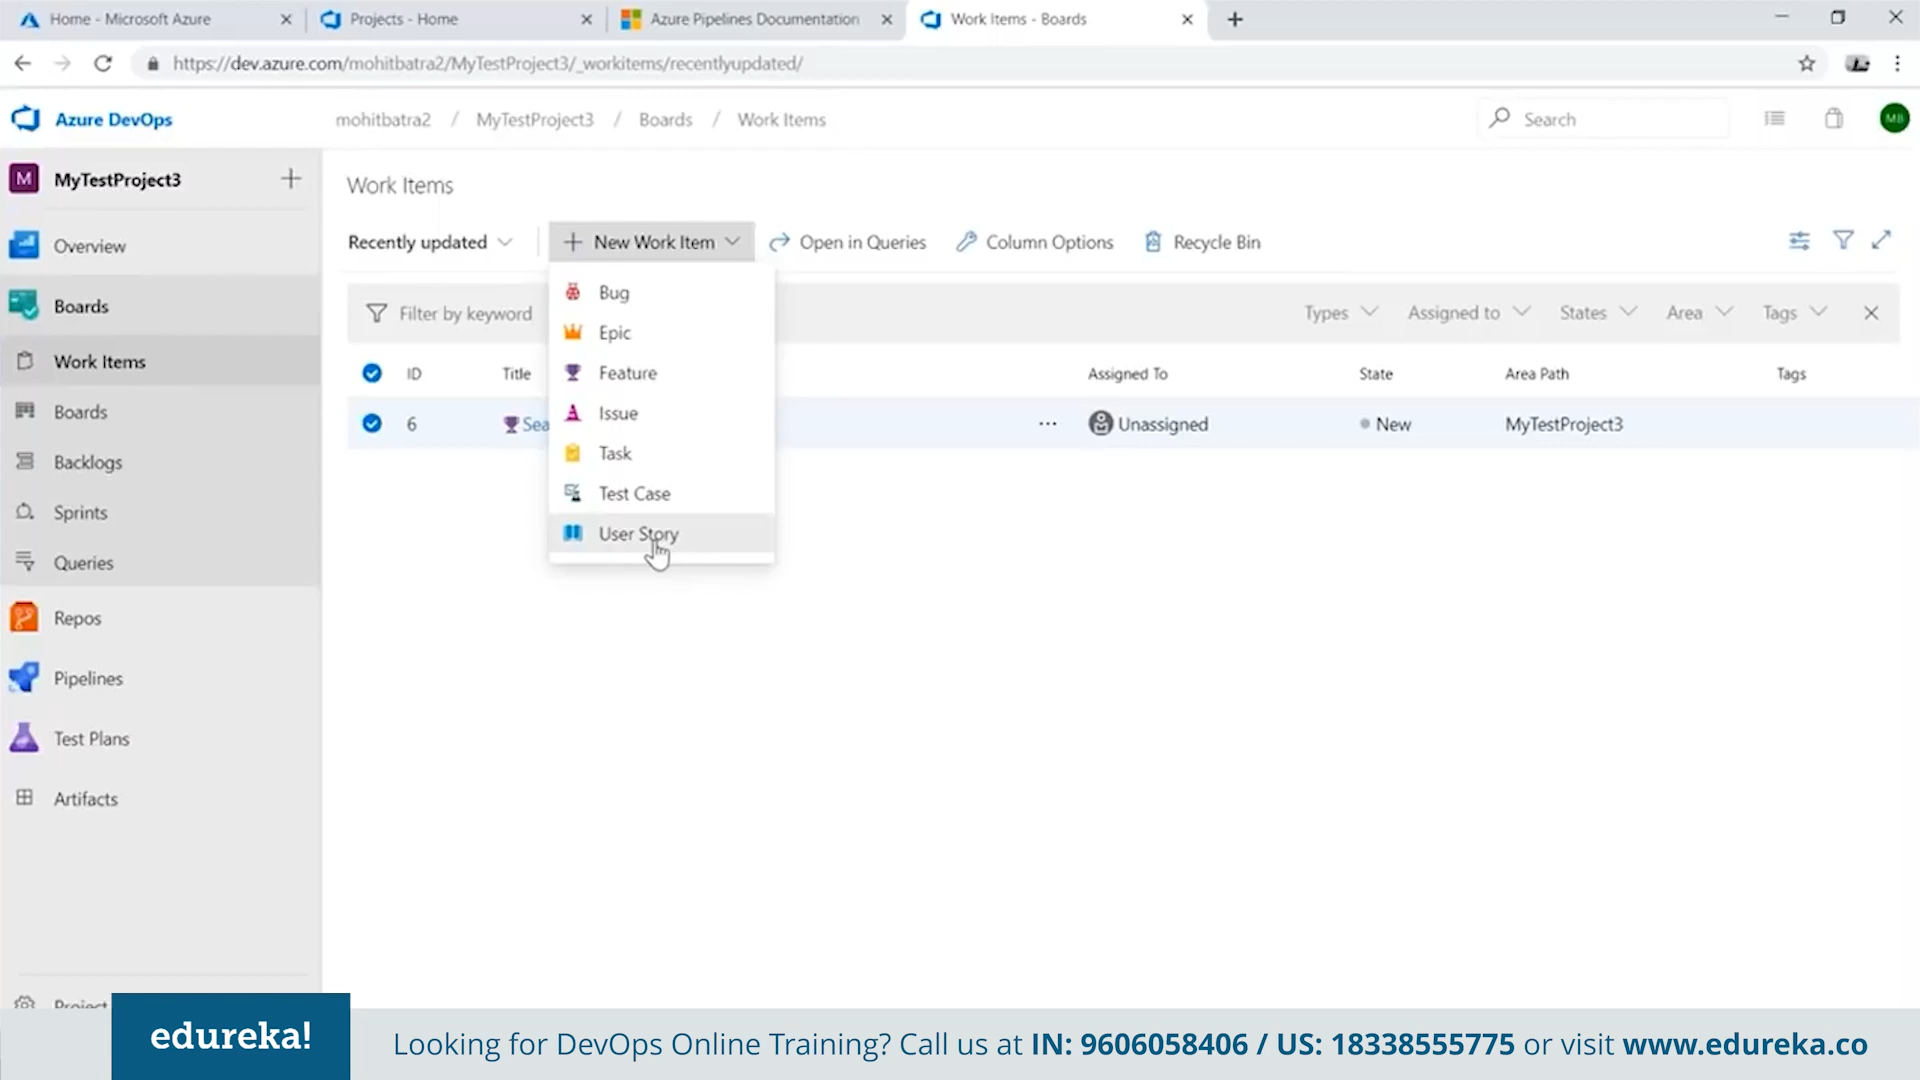 Home - Microsoft Azure
Projects - Home
Azure Pipelines Documentation
Work Items - Boards
https://dev.azure.com/mohitbatra2/MyTestProject3/_workitems/recentlyupdated/
Azure DevOps
mohitbatra2 / MyTestProject3 / Boards / Work Items
Search
MB
M MyTestProject3
Overview
Boards
Work Items
Boards
Backlogs
Sprints
Queries
Repos
Pipelines
Test Plans
Artifacts
Project
Work Items
Recently updated
New Work Item
Open in Queries
Column Options
Recycle Bin
Bug
Epic
Feature
Issue
Task
Test Case
User Story
Filter by keyword
Types
Assigned to
States
Area
Tags
ID Title Assigned To State Area Path Tags
6 Sea ... Unassigned New MyTestProject3
edureka!
Looking for DevOps Online Training? Call us at IN: 9606058406 / US: 18338555775 or visit www.edureka.co